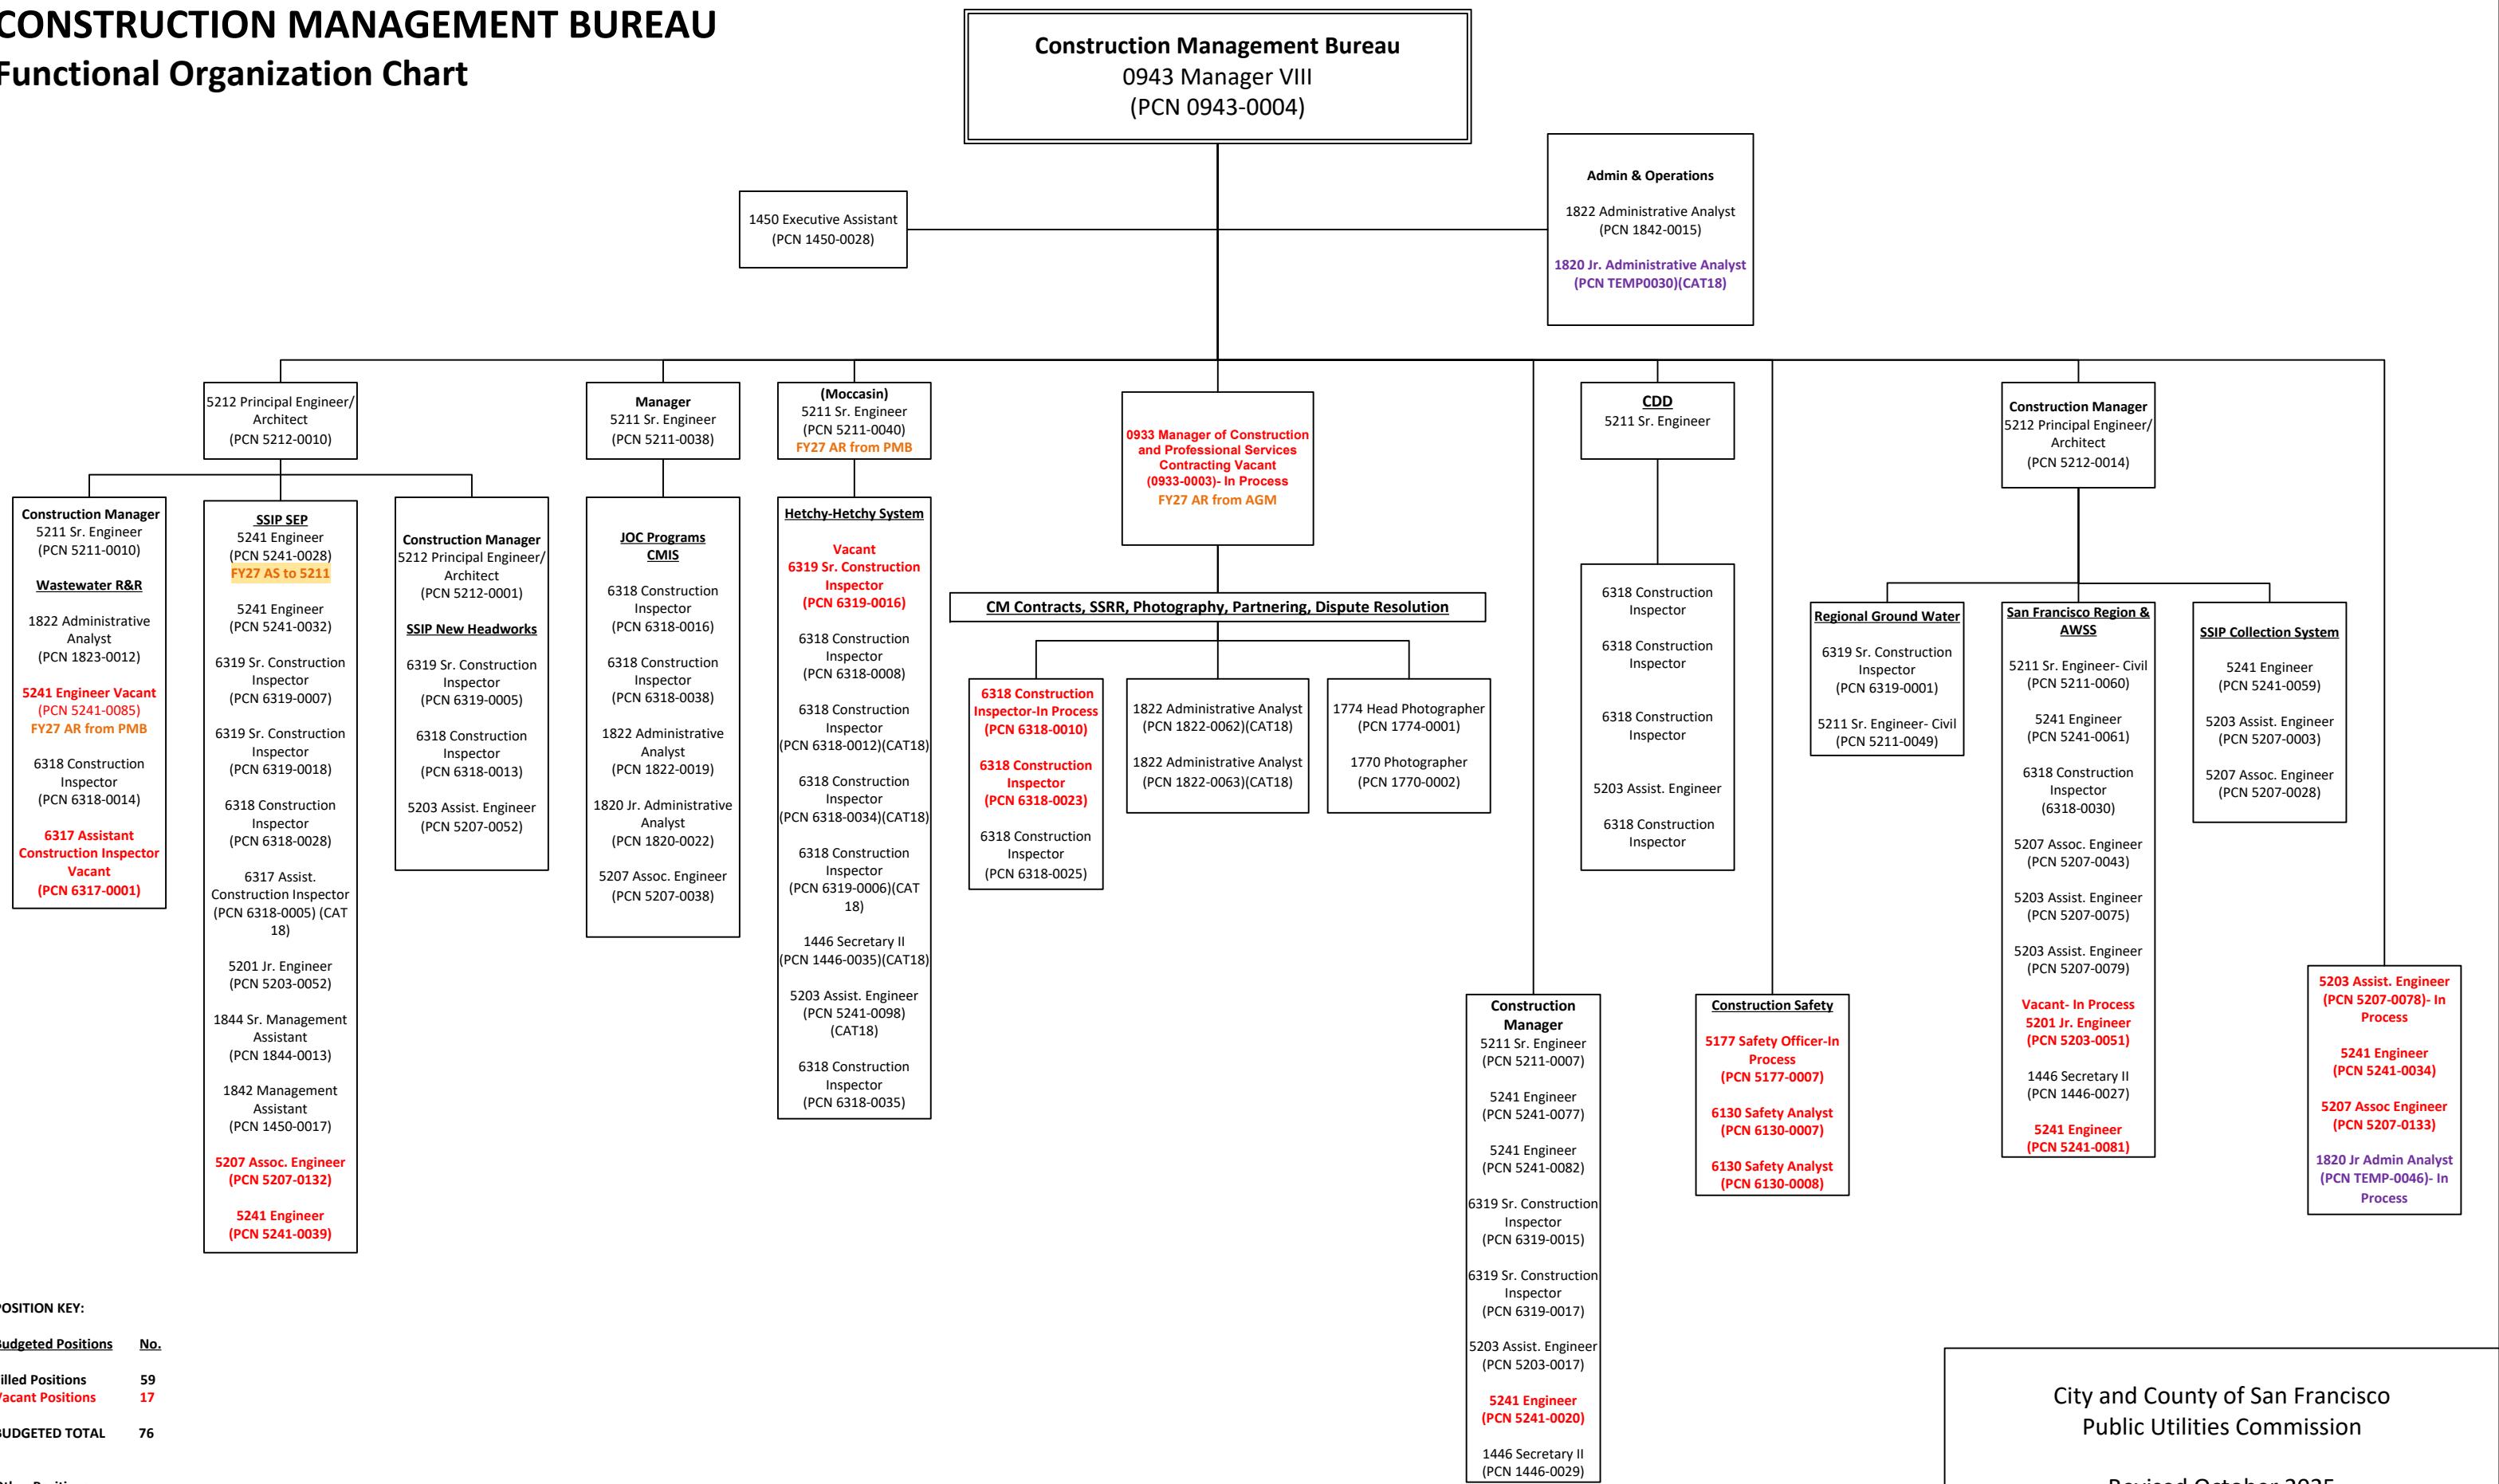 CONSTRUCTION MANAGEMENT BUREAU
Functional Organization Chart
Construction Management Bureau
0943 Manager VIII
(PCN 0943-0004)
1450 Executive Assistant
(PCN 1450-0028)
Admin & Operations
1822 Administrative Analyst
(PCN 1842-0015)
1820 Jr. Administrative Analyst
(PCN TEMP0030)(CAT18)
5212 Principal Engineer/
Architect
(PCN 5212-0010)
Manager
5211 Sr. Engineer
(PCN 5211-0038)
(Moccasin)
5211 Sr. Engineer
(PCN 5211-0040)
FY27 AR from PMB
0933 Manager of Construction
and Professional Services
Contracting Vacant
(0933-0003)- In Process
FY27 AR from AGM
CDD
5211 Sr. Engineer
Construction Manager
5212 Principal Engineer/
Architect
(PCN 5212-0014)
Construction Manager
5211 Sr. Engineer
(PCN 5211-0010)
Wastewater R&R
1822 Administrative
Analyst
(PCN 1823-0012)
5241 Engineer Vacant
(PCN 5241-0085)
FY27 AR from PMB
6318 Construction
Inspector
(PCN 6318-0014)
6317 Assistant
Construction Inspector
Vacant
(PCN 6317-0001)
SSIP SEP
5241 Engineer
(PCN 5241-0028)
FY27 AS to 5211
5241 Engineer
(PCN 5241-0032)
6319 Sr. Construction
Inspector
(PCN 6319-0007)
6319 Sr. Construction
Inspector
(PCN 6319-0018)
6318 Construction
Inspector
(PCN 6318-0028)
6317 Assist.
Construction Inspector
(PCN 6318-0005) (CAT
18)
5201 Jr. Engineer
(PCN 5203-0052)
1844 Sr. Management
Assistant
(PCN 1844-0013)
1842 Management
Assistant
(PCN 1450-0017)
5207 Assoc. Engineer
(PCN 5207-0132)
5241 Engineer
(PCN 5241-0039)
Construction Manager
5212 Principal Engineer/
Architect
(PCN 5212-0001)
SSIP New Headworks
6319 Sr. Construction
Inspector
(PCN 6319-0005)
6318 Construction
Inspector
(PCN 6318-0013)
5203 Assist. Engineer
(PCN 5207-0052)
JOC Programs
CMIS
6318 Construction
Inspector
(PCN 6318-0016)
6318 Construction
Inspector
(PCN 6318-0038)
1822 Administrative
Analyst
(PCN 1822-0019)
1820 Jr. Administrative
Analyst
(PCN 1820-0022)
5207 Assoc. Engineer
(PCN 5207-0038)
Hetchy-Hetchy System
Vacant
6319 Sr. Construction
Inspector
(PCN 6319-0016)
6318 Construction
Inspector
(PCN 6318-0008)
6318 Construction
Inspector
(PCN 6318-0012)(CAT18)
6318 Construction
Inspector
(PCN 6318-0034)(CAT18)
6318 Construction
Inspector
(PCN 6319-0006)(CAT
18)
1446 Secretary II
(PCN 1446-0035)(CAT18)
5203 Assist. Engineer
(PCN 5241-0098)
(CAT18)
6318 Construction
Inspector
(PCN 6318-0035)
CM Contracts, SSRR, Photography, Partnering, Dispute Resolution
6318 Construction
Inspector-In Process
(PCN 6318-0010)
6318 Construction
Inspector
(PCN 6318-0023)
6318 Construction
Inspector
(PCN 6318-0025)
1822 Administrative Analyst
(PCN 1822-0062)(CAT18)
1822 Administrative Analyst
(PCN 1822-0063)(CAT18)
1774 Head Photographer
(PCN 1774-0001)
1770 Photographer
(PCN 1770-0002)
Construction
Manager
5211 Sr. Engineer
(PCN 5211-0007)
5241 Engineer
(PCN 5241-0077)
5241 Engineer
(PCN 5241-0082)
6319 Sr. Construction
Inspector
(PCN 6319-0015)
6319 Sr. Construction
Inspector
(PCN 6319-0017)
5203 Assist. Engineer
(PCN 5203-0017)
5241 Engineer
(PCN 5241-0020)
1446 Secretary II
(PCN 1446-0029)
6318 Construction
Inspector
6318 Construction
Inspector
6318 Construction
Inspector
5203 Assist. Engineer
6318 Construction
Inspector
Construction Safety
5177 Safety Officer-In
Process
(PCN 5177-0007)
6130 Safety Analyst
(PCN 6130-0007)
6130 Safety Analyst
(PCN 6130-0008)
Regional Ground Water
6319 Sr. Construction
Inspector
(PCN 6319-0001)
5211 Sr. Engineer- Civil
(PCN 5211-0049)
San Francisco Region &
AWSS
5211 Sr. Engineer- Civil
(PCN 5211-0060)
5241 Engineer
(PCN 5241-0061)
6318 Construction
Inspector
(6318-0030)
5207 Assoc. Engineer
(PCN 5207-0043)
5203 Assist. Engineer
(PCN 5207-0075)
5203 Assist. Engineer
(PCN 5207-0079)
Vacant- In Process
5201 Jr. Engineer
(PCN 5203-0051)
1446 Secretary II
(PCN 1446-0027)
5241 Engineer
(PCN 5241-0081)
SSIP Collection System
5241 Engineer
(PCN 5241-0059)
5203 Assist. Engineer
(PCN 5207-0003)
5207 Assoc. Engineer
(PCN 5207-0028)
5203 Assist. Engineer
(PCN 5207-0078)- In
Process
5241 Engineer
(PCN 5241-0034)
5207 Assoc Engineer
(PCN 5207-0133)
1820 Jr Admin Analyst
(PCN TEMP-0046)- In
Process
POSITION KEY:
Budgeted Positions No.
Filled Positions 59
Vacant Positions 17
BUDGETED TOTAL 76
City and County of San Francisco
Public Utilities Commission
Revised October 2025